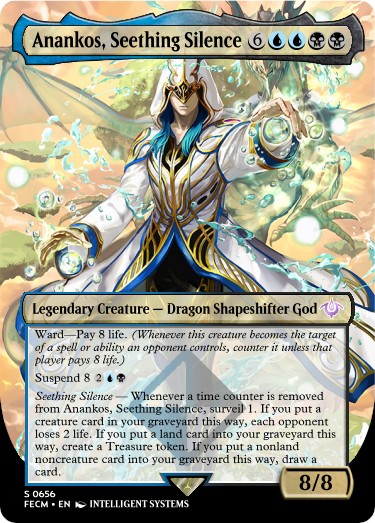 Anankos, Seething Silence 6
Legendary Creature — Dragon Shapeshifter God
Ward—Pay 8 life. (Whenever this creature becomes the target
of a spell or ability an opponent controls, counter it unless that
player pays 8 life.)
Suspend 8 2
Seething Silence — Whenever a time counter is removed
from Anankos, Seething Silence, surveil 1. If you put a
creature card in your graveyard this way, each opponent
loses 2 life. If you put a land card into your graveyard this
way, create a Treasure token. If you put a nonland
noncreature card into your graveyard this way, draw a
card.
8/8
S 0656
FECM • EN INTELLIGENT SYSTEMS